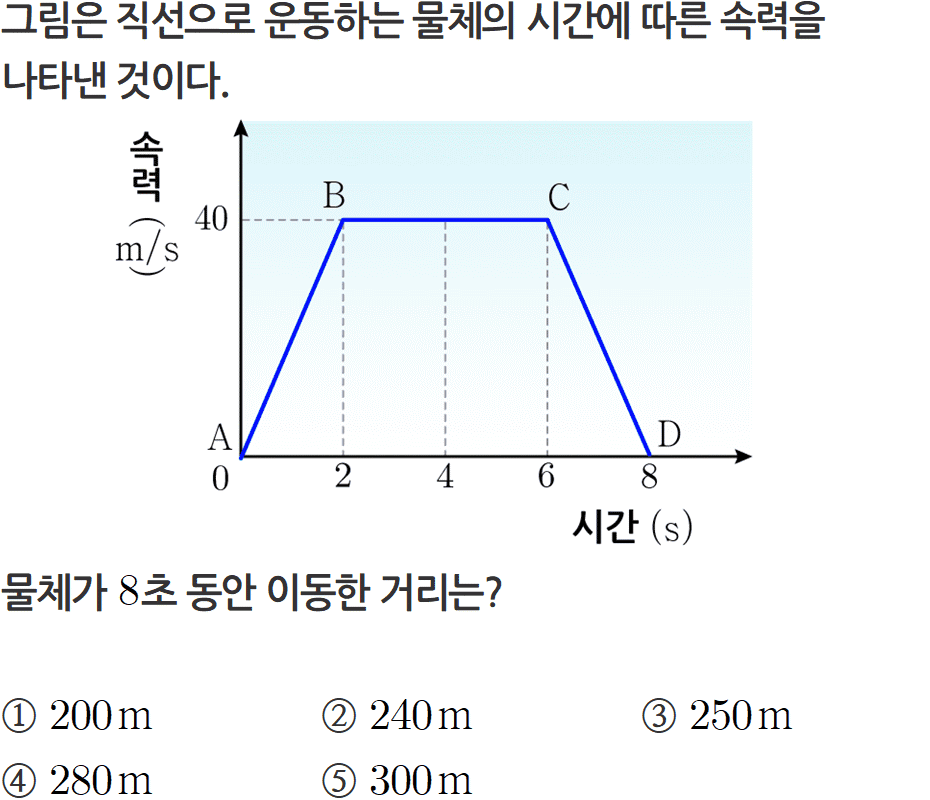 그림은 직선으로 운동하는 물체의 시간에 따른 속력을
나타낸 것이다.
속력 (m/s)
B
C
40
A
D
0 2 4 6 8
시간 (s)
물체가 8초 동안 이동한 거리는?
① 200 m ② 240 m ③ 250 m
④ 280 m ⑤ 300 m